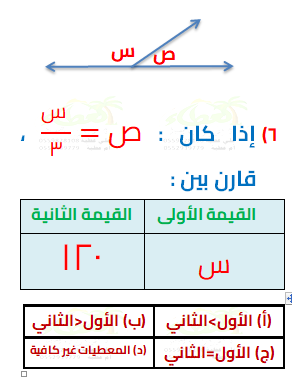 ص س
٦) إذا كان : ص = س/٣ ،
قارن بين :
القيمة الأولى القيمة الثانية
س ١٢٠
(أ) الأول>الثاني (ب) الأول<الثاني
(ج) الأول=الثاني (د) المعطيات غير كافية